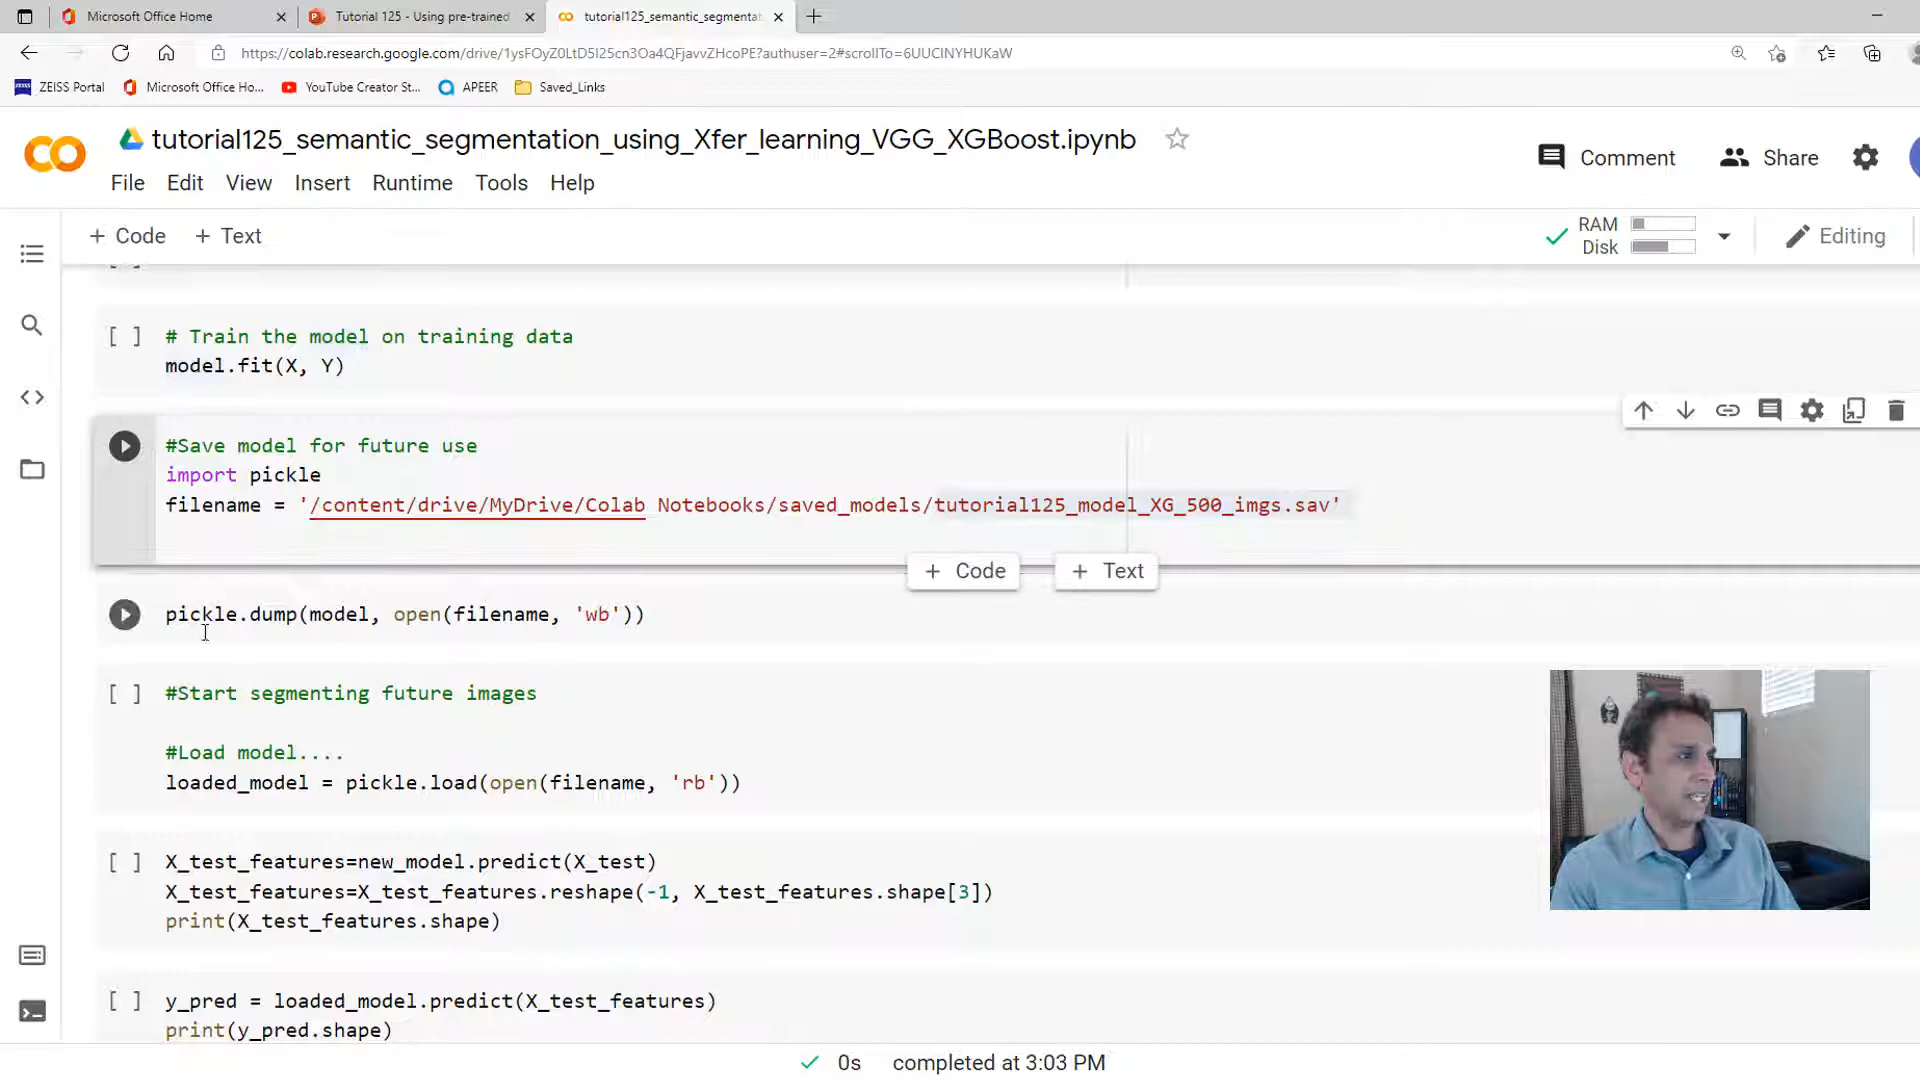 Microsoft Office Home
Tutorial 125 - Using pre-trained
tutorial125_semantic_segmenta
https://colab.research.google.com/drive/1ysFOyZ0LtD5I25cn3Oa4QFjavvZHcoPE?authuser=2#scrollTo=6UUCINYHUKaW
ZEISS Portal
Microsoft Office Ho...
YouTube Creator St...
APEER
Saved_Links
tutorial125_semantic_segmentation_using_Xfer_learning_VGG_XGBoost.ipynb
Comment
Share
File Edit View Insert Runtime Tools Help
+ Code + Text
RAM
Disk
Editing
[ ] # Train the model on training data
model.fit(X, Y)
#Save model for future use
import pickle
filename = '/content/drive/MyDrive/Colab Notebooks/saved_models/tutorial125_model_XG_500_imgs.sav'
+ Code + Text
pickle.dump(model, open(filename, 'wb'))
[ ] #Start segmenting future images
#Load model....
loaded_model = pickle.load(open(filename, 'rb'))
[ ] X_test_features=new_model.predict(X_test)
X_test_features=X_test_features.reshape(-1, X_test_features.shape[3])
print(X_test_features.shape)
[ ] y_pred = loaded_model.predict(X_test_features)
print(y_pred.shape)
0s completed at 3:03 PM